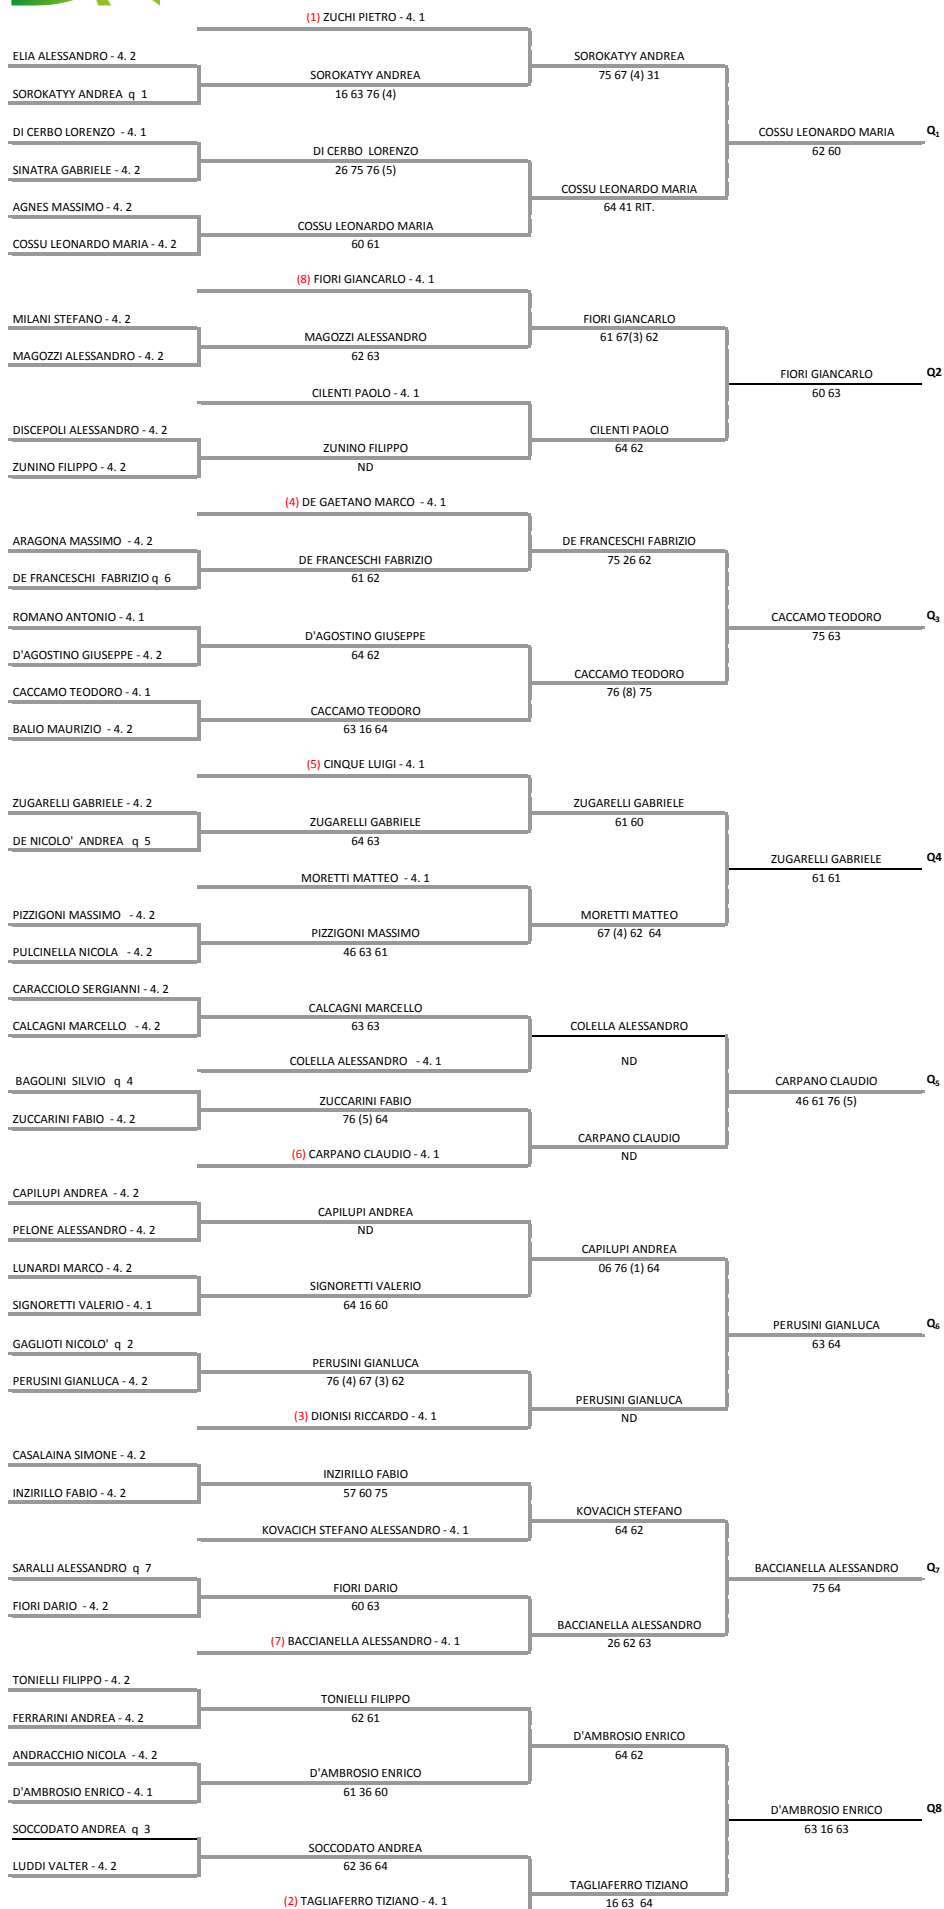 (1) ZUCHI PIETRO - 4. 1
ELIA ALESSANDRO - 4. 2
SOROKATYY ANDREA
75 67 (4) 31
SOROKATYY ANDREA
16 63 76 (4)
SOROKATYY ANDREA q 1
DI CERBO LORENZO - 4. 1
COSSU LEONARDO MARIA
Q1
62 60
DI CERBO LORENZO
26 75 76 (5)
SINATRA GABRIELE - 4. 2
COSSU LEONARDO MARIA
64 41 RIT.
AGNES MASSIMO - 4. 2
COSSU LEONARDO MARIA
60 61
COSSU LEONARDO MARIA - 4. 2
(8) FIORI GIANCARLO - 4. 1
MILANI STEFANO - 4. 2
FIORI GIANCARLO
61 67(3) 62
MAGOZZI ALESSANDRO
62 63
MAGOZZI ALESSANDRO - 4. 2
FIORI GIANCARLO
Q2
60 63
CILENTI PAOLO - 4. 1
DISCEPOLI ALESSANDRO - 4. 2
CILENTI PAOLO
64 62
ZUNINO FILIPPO
ND
ZUNINO FILIPPO - 4. 2
(4) DE GAETANO MARCO - 4. 1
ARAGONA MASSIMO - 4. 2
DE FRANCESCHI FABRIZIO
75 26 62
DE FRANCESCHI FABRIZIO
61 62
DE FRANCESCHI FABRIZIO q 6
ROMANO ANTONIO - 4. 1
CACCAMO TEODORO
Q3
75 63
D'AGOSTINO GIUSEPPE
64 62
D'AGOSTINO GIUSEPPE - 4. 2
CACCAMO TEODORO
76 (8) 75
CACCAMO TEODORO - 4. 1
CACCAMO TEODORO
63 16 64
BALIO MAURIZIO - 4. 2
(5) CINQUE LUIGI - 4. 1
ZUGARELLI GABRIELE - 4. 2
ZUGARELLI GABRIELE
61 60
ZUGARELLI GABRIELE
64 63
DE NICOLO' ANDREA q 5
ZUGARELLI GABRIELE
Q4
61 61
MORETTI MATTEO - 4. 1
PIZZIGONI MASSIMO - 4. 2
MORETTI MATTEO
67 (4) 62 64
PIZZIGONI MASSIMO
46 63 61
PULCINELLA NICOLA - 4. 2
CARACCIOLO SERGIANNI - 4. 2
CALCAGNI MARCELLO
63 63
CALCAGNI MARCELLO - 4. 2
COLELLA ALESSANDRO
ND
COLELLA ALESSANDRO - 4. 1
BAGOLINI SILVIO q 4
CARPANO CLAUDIO
Q5
46 61 76 (5)
ZUCCARINI FABIO
76 (5) 64
ZUCCARINI FABIO - 4. 2
CARPANO CLAUDIO
ND
(6) CARPANO CLAUDIO - 4. 1
CAPILUPI ANDREA - 4. 2
CAPILUPI ANDREA
ND
PELONE ALESSANDRO - 4. 2
CAPILUPI ANDREA
06 76 (1) 64
LUNARDI MARCO - 4. 2
SIGNORETTI VALERIO
64 16 60
SIGNORETTI VALERIO - 4. 1
PERUSINI GIANLUCA
Q6
63 64
GAGLIOTI NICOLO' q 2
PERUSINI GIANLUCA
76 (4) 67 (3) 62
PERUSINI GIANLUCA - 4. 2
PERUSINI GIANLUCA
ND
(3) DIONISI RICCARDO - 4. 1
CASALAINA SIMONE - 4. 2
INZIRILLO FABIO
57 60 75
INZIRILLO FABIO - 4. 2
KOVACICH STEFANO
64 62
KOVACICH STEFANO ALESSANDRO - 4. 1
SARALLI ALESSANDRO q 7
BACCIANELLA ALESSANDRO
Q7
75 64
FIORI DARIO
60 63
FIORI DARIO - 4. 2
BACCIANELLA ALESSANDRO
26 62 63
(7) BACCIANELLA ALESSANDRO - 4. 1
TONIELLI FILIPPO - 4. 2
TONIELLI FILIPPO
62 61
FERRARINI ANDREA - 4. 2
D'AMBROSIO ENRICO
64 62
ANDRACCHIO NICOLA - 4. 2
D'AMBROSIO ENRICO
61 36 60
D'AMBROSIO ENRICO - 4. 1
D'AMBROSIO ENRICO
Q8
63 16 63
SOCCODATO ANDREA q 3
SOCCODATO ANDREA
62 36 64
LUDDI VALTER - 4. 2
TAGLIAFERRO TIZIANO
16 63 64
(2) TAGLIAFERRO TIZIANO - 4. 1